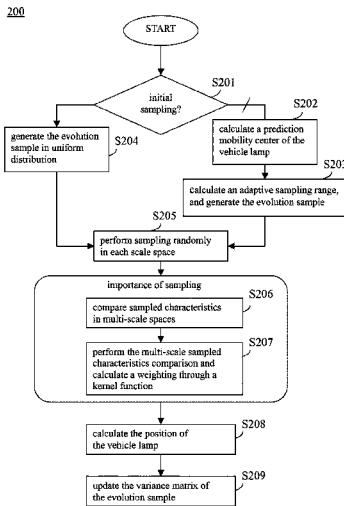 200
START
S201
initial
sampling?
S202
calculate a prediction
mobility center of the
vehicle lamp
generate the evolution
sample in uniform
distribution
S204
S203
calculate an adaptive sampling range,
and generate the evolution sample
S205
perform sampling randomly
in each scale space
importance of sampling
S206
compare sampled characteristics
in multi-scale spaces
S207
perform the multi-scale sampled
characteristics comparison and
calculate a weighting through a
kernel function
S208
calculate the position of
the vehicle lamp
S209
update the variance matrix of
the evolution sample